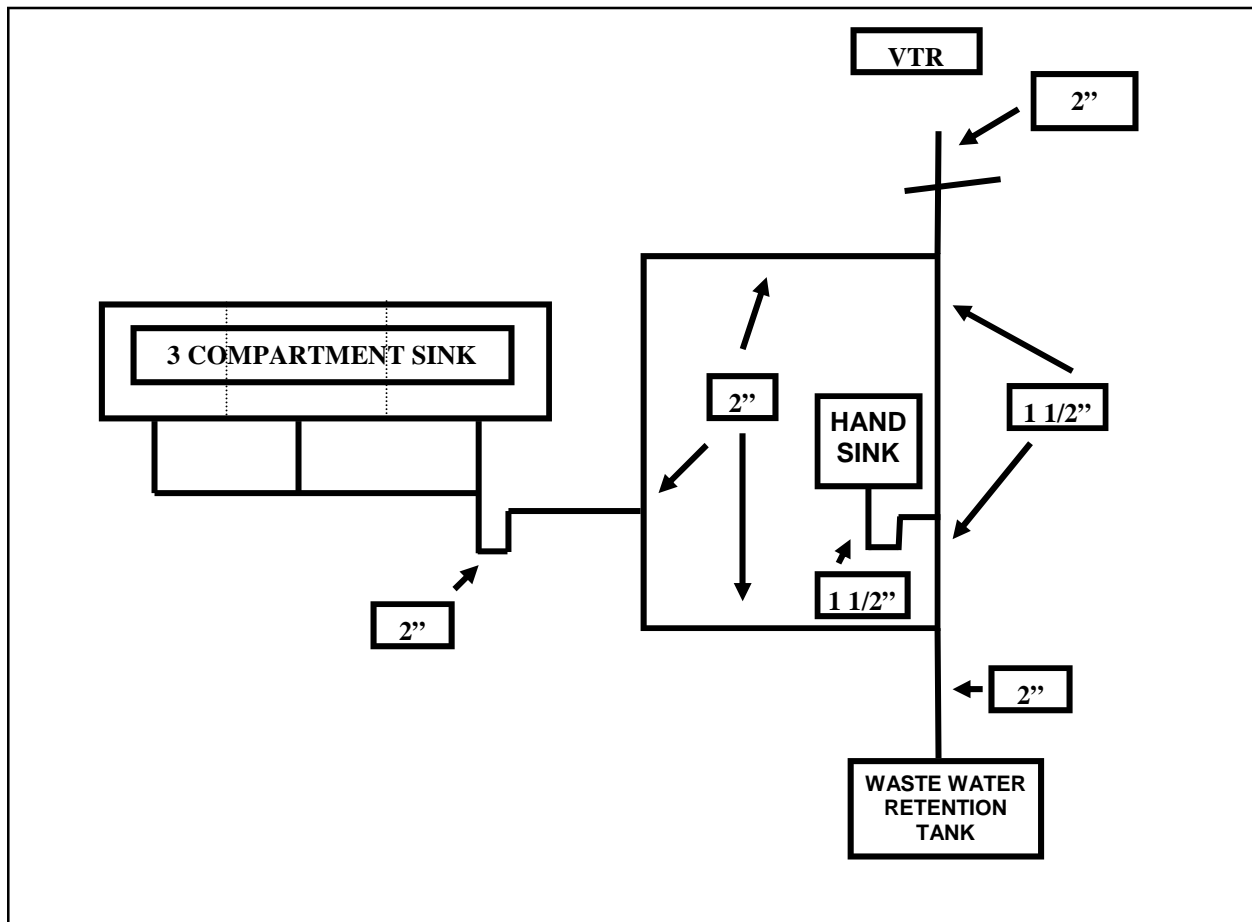 VTR
2”
3 COMPARTMENT SINK
2”
HAND
SINK
1 1/2”
1 1/2”
2”
2”
WASTE WATER
RETENTION
TANK